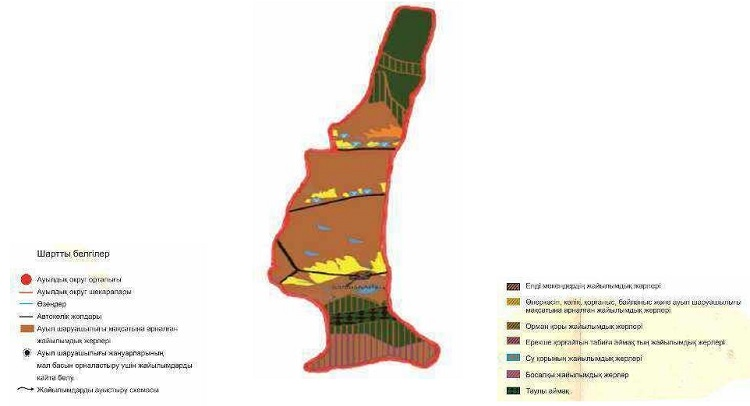 Шартты белгілер
Ауылдық округ орталығы
Ауылдық округ шекаралары
Өзендер
Автокөлік жолдары
Ауыл шаруашылығы мақсатына арналған
жайылымдық жерлері
Ауыл шаруашылығы жануарларының
мал басын орналастыру үшін жайылымдарды
қайта бөлу
Жайылымдарды ауыстыру схемасы
Елді мекендердің жайылымдық жерлері
Өнеркәсіп, көлік, қорғаныс, байланыс және ауыл шаруашылығы
мақсатына арналған жайылымдық жерлері
Орман қоры жайылымдық жерлері
Ерекше қорғайтын табиғи аймақтың жайылымдық жерлері
Су қорының жайылымдық жерлері
Босалқы жайылымдық жерлер
Таулы аймақ